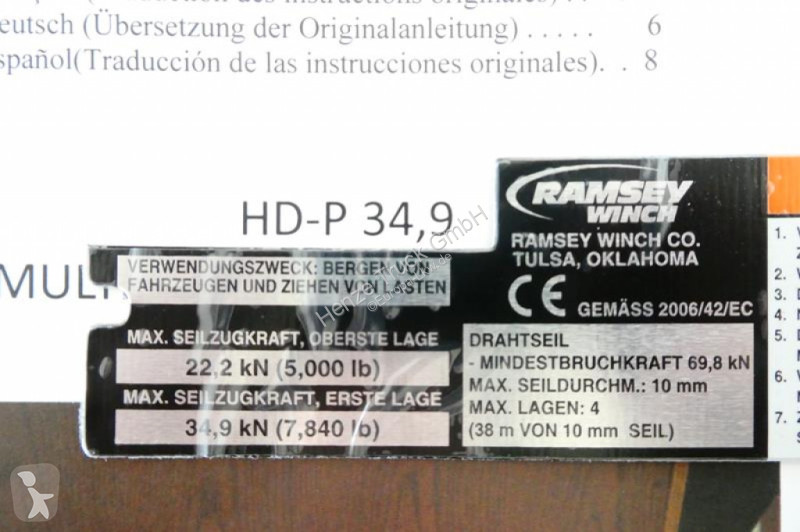 deutsch (Übersetzung der Originalanleitung) . . . . . 6
spañol(Traducción de las instrucciones originales). . 8
HD-P 34,9
RAMSEY
WINCH
RAMSEY WINCH CO.
TULSA, OKLAHOMA
CE GEMÄSS 2006/42/EC
VERWENDUNGSZWECK: BERGEN VON
FAHRZEUGEN UND ZIEHEN VON LASTEN
MAX. SEILZUGKRAFT, OBERSTE LAGE
22,2 kN (5,000 lb)
MAX. SEILZUGKRAFT, ERSTE LAGE
34,9 kN (7,840 lb)
DRAHTSEIL
- MINDESTBRUCHKRAFT 69,8 kN
MAX. SEILDURCHM.: 10 mm
MAX. LAGEN: 4
(38 m VON 10 mm SEIL)
1.
2.
3.
4.
5.
6.
7.